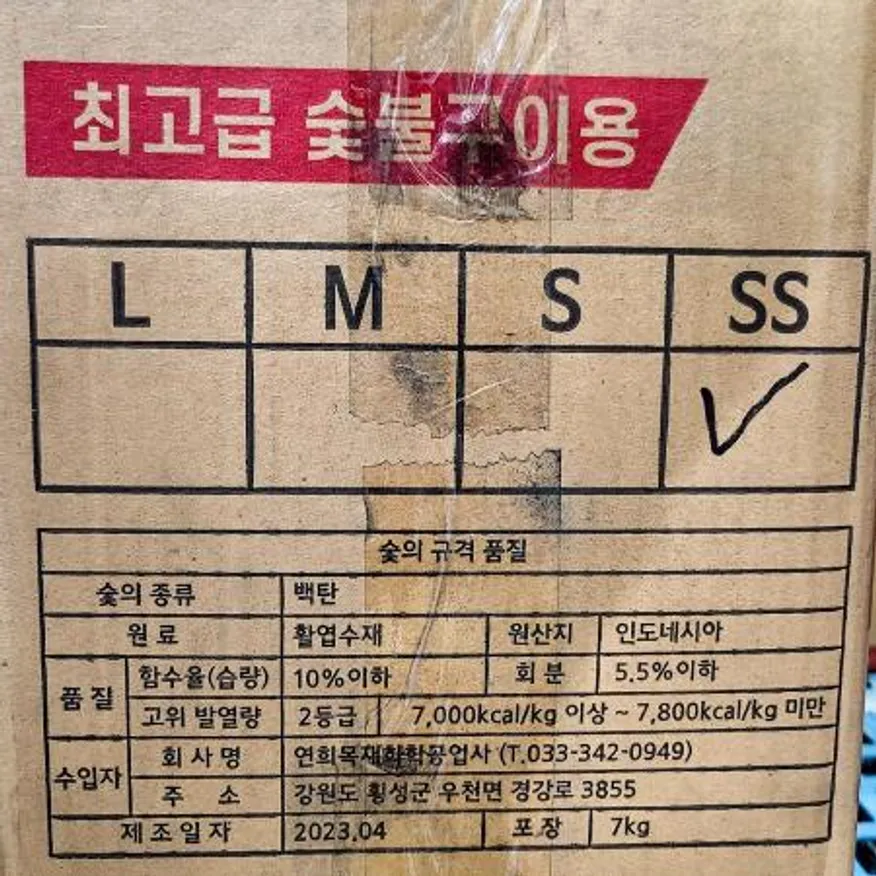 최고급 숯불구이용
L M S SS
숯의 규격 품질
숯의 종류 백탄
원료 활엽수재 원산지 인도네시아
품질 함수율(습량) 10%이하 회분 5.5%이하
고위 발열량 2등급 7,000kcal/kg 이상 ~ 7,800kcal/kg 미만
수입자 회사명 연희목재화학공업사 (T.033-342-0949)
주소 강원도 횡성군 우천면 경강로 3855
제조일자 2023.04 포장 7kg